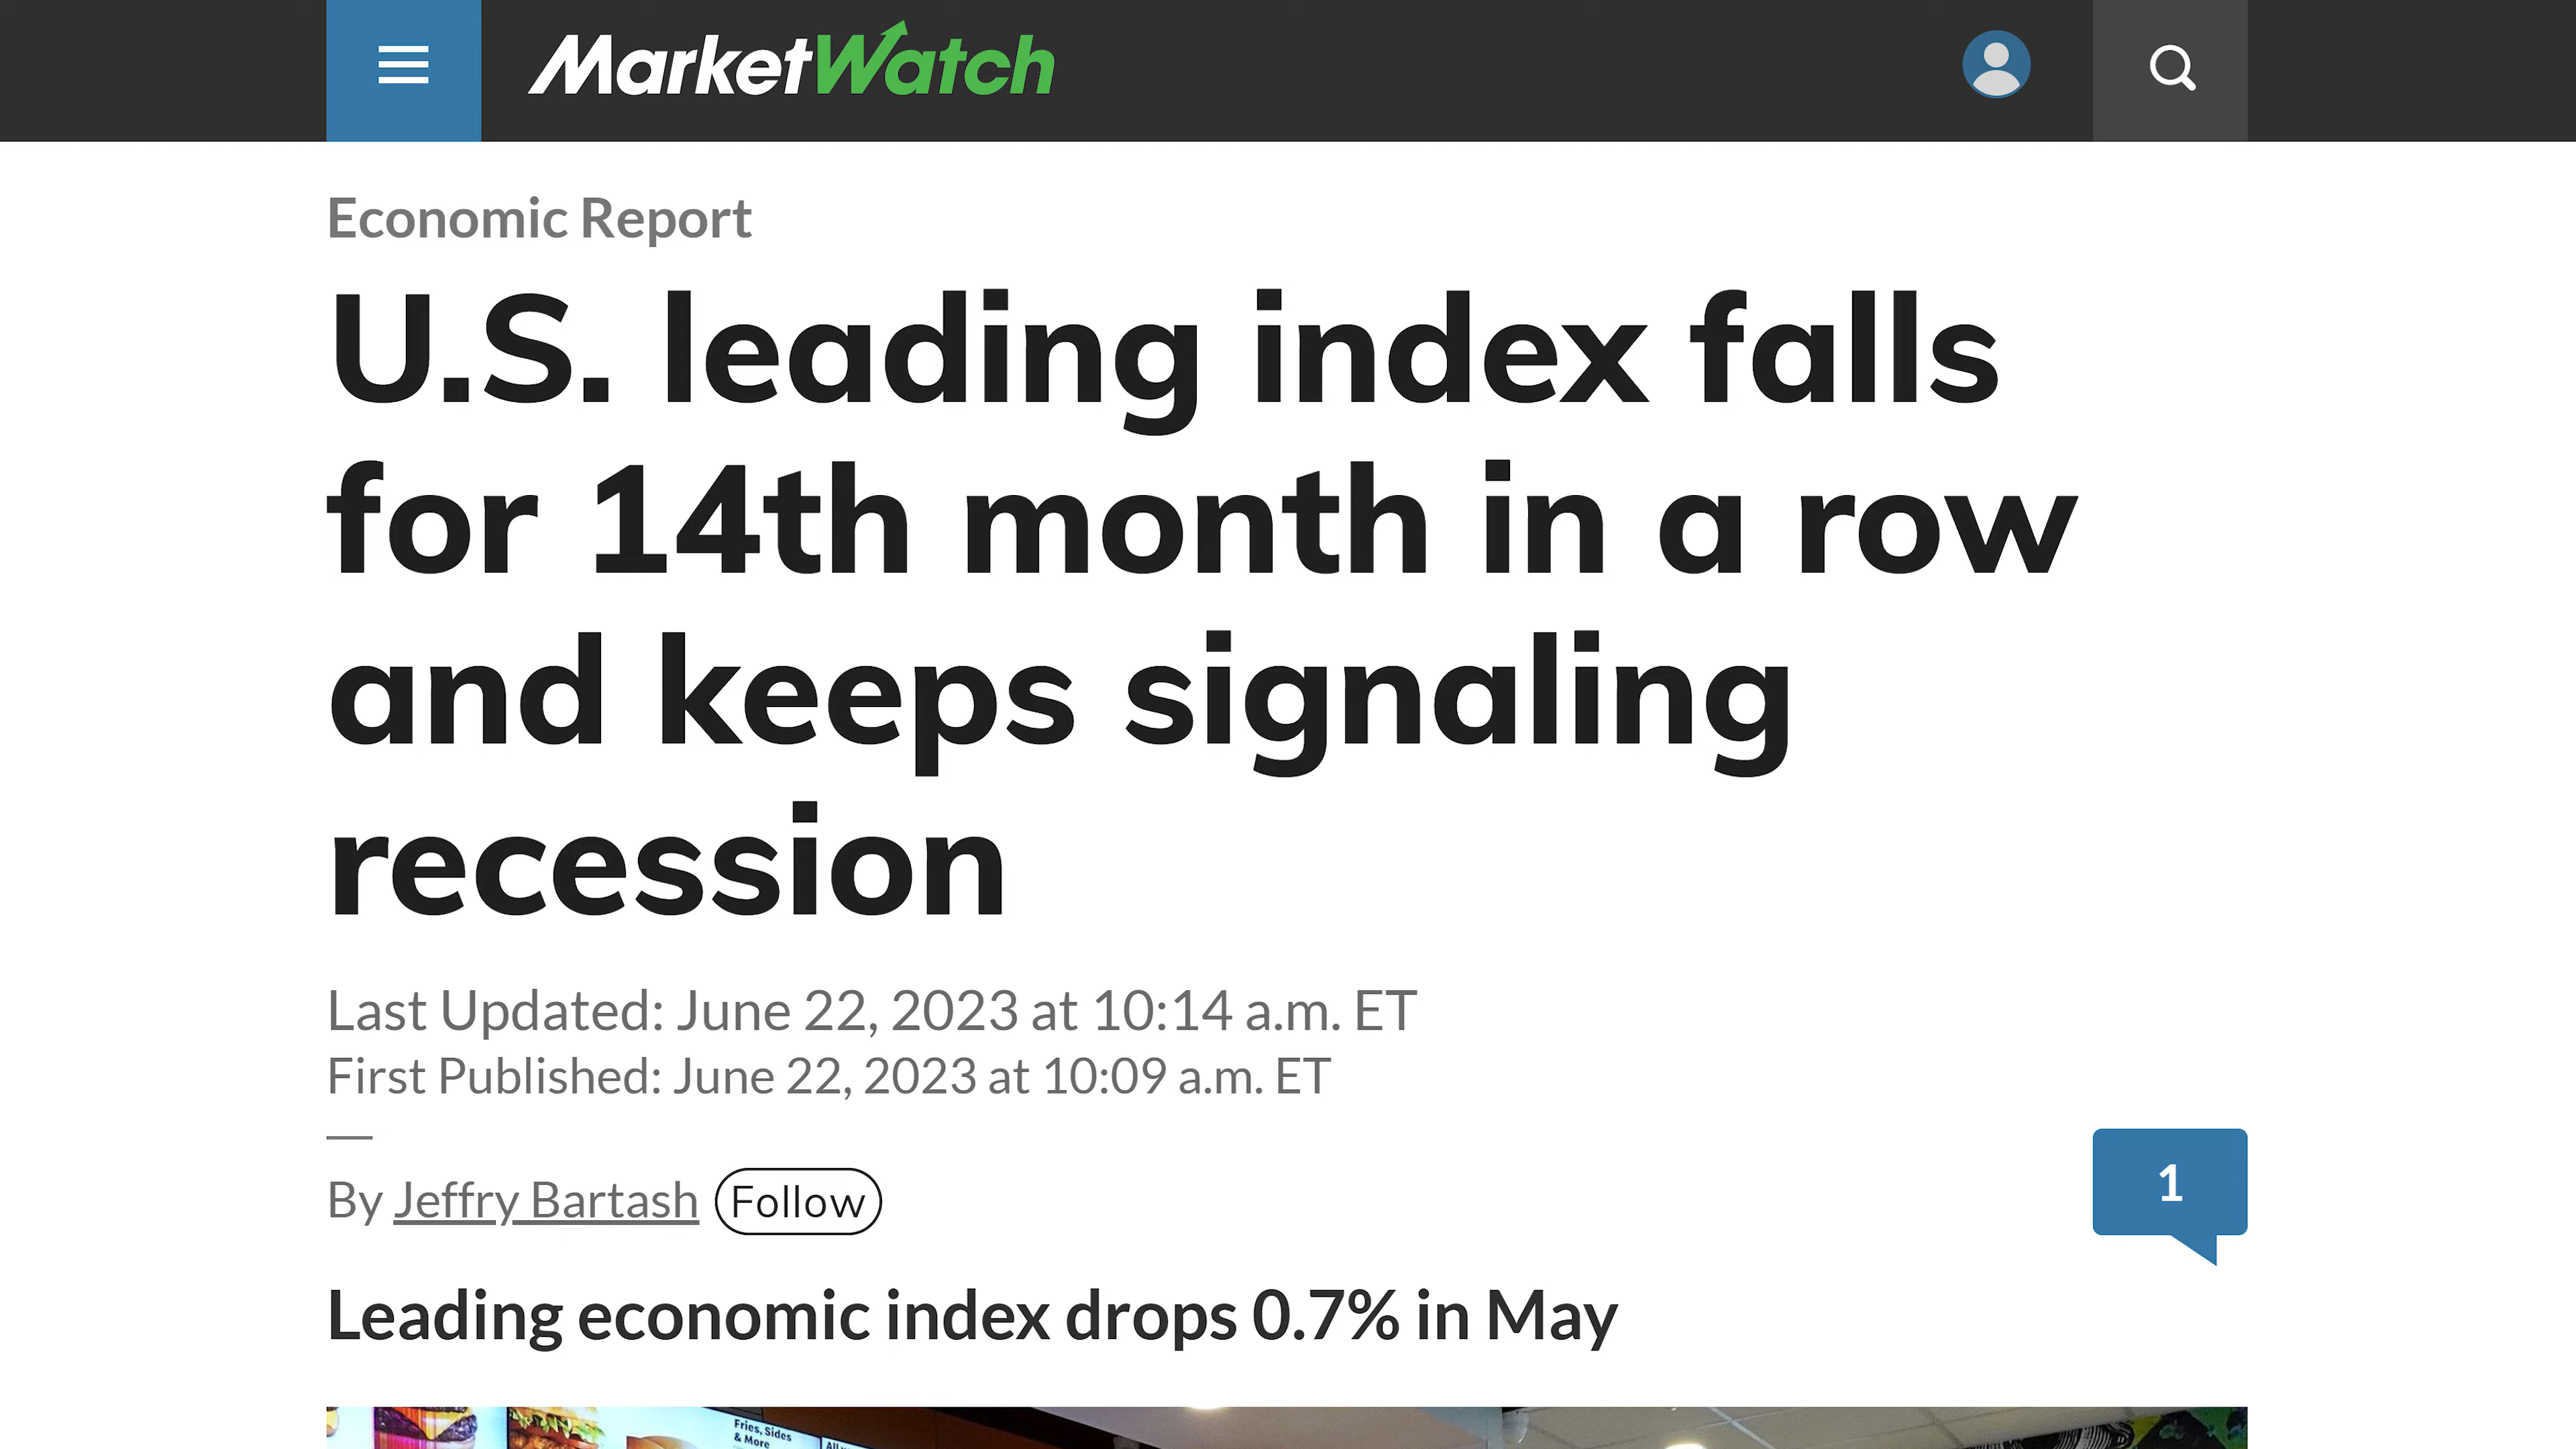 MarketWatch
Economic Report
U.S. leading index falls
for 14th month in a row
and keeps signaling
recession
Last Updated: June 22, 2023 at 10:14 a.m. ET
First Published: June 22, 2023 at 10:09 a.m. ET
By Jeffry Bartash Follow
1
Leading economic index drops 0.7% in May
Fries, Sides
& More